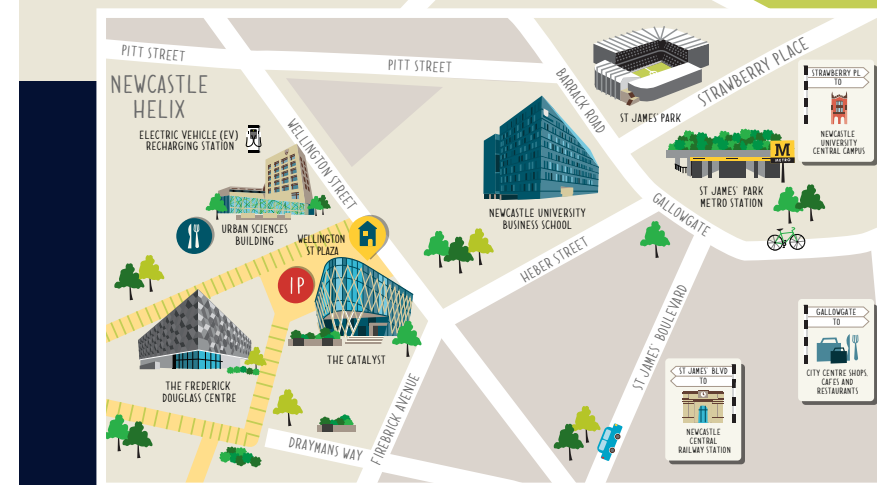 PITT STREET
PITT STREET
NEWCASTLE
HELIX
ELECTRIC VEHICLE (EV)
RECHARGING STATION
WELLINGTON STREET
BARRACK ROAD
ST JAMES' PARK
STRAWBERRY PLACE
STRAWBERRY PL
TO
NEWCASTLE
UNIVERSITY
CENTRAL CAMPUS
M
METRO
ST JAMES' PARK
METRO STATION
NEWCASTLE UNIVERSITY
BUSINESS SCHOOL
GALLOWGATE
URBAN SCIENCES
BUILDING
WELLINGTON
ST PLAZA
HEBER STREET
IP
THE CATALYST
THE FREDERICK
DOUGLASS CENTRE
ST JAMES' BOULEVARD
GALLOWGATE
TO
CITY CENTRE SHOPS,
CAFES AND
RESTAURANTS
ST JAMES' BLVD
TO
NEWCASTLE
CENTRAL
RAILWAY STATION
FIREBRICK AVENUE
DRAYMANS WAY